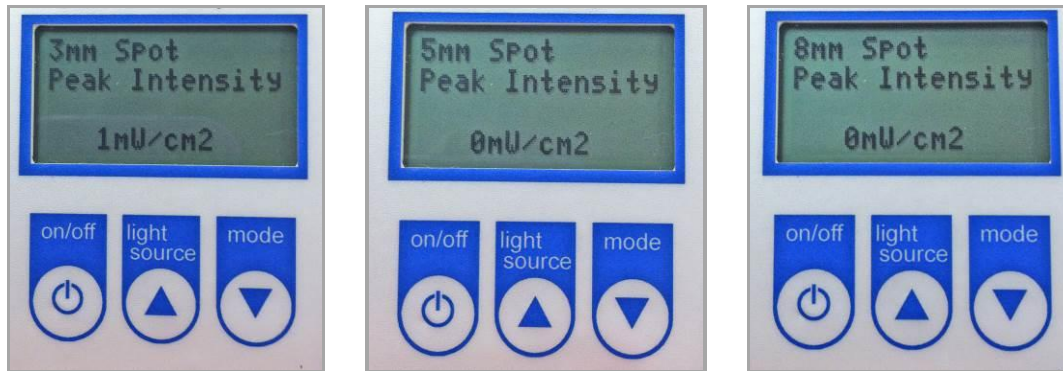 3mm Spot
Peak Intensity
1mW/cm2
on/off
light
source
mode
5mm Spot
Peak Intensity
0mW/cm2
on/off
light
source
mode
8mm Spot
Peak Intensity
0mW/cm2
on/off
light
source
mode